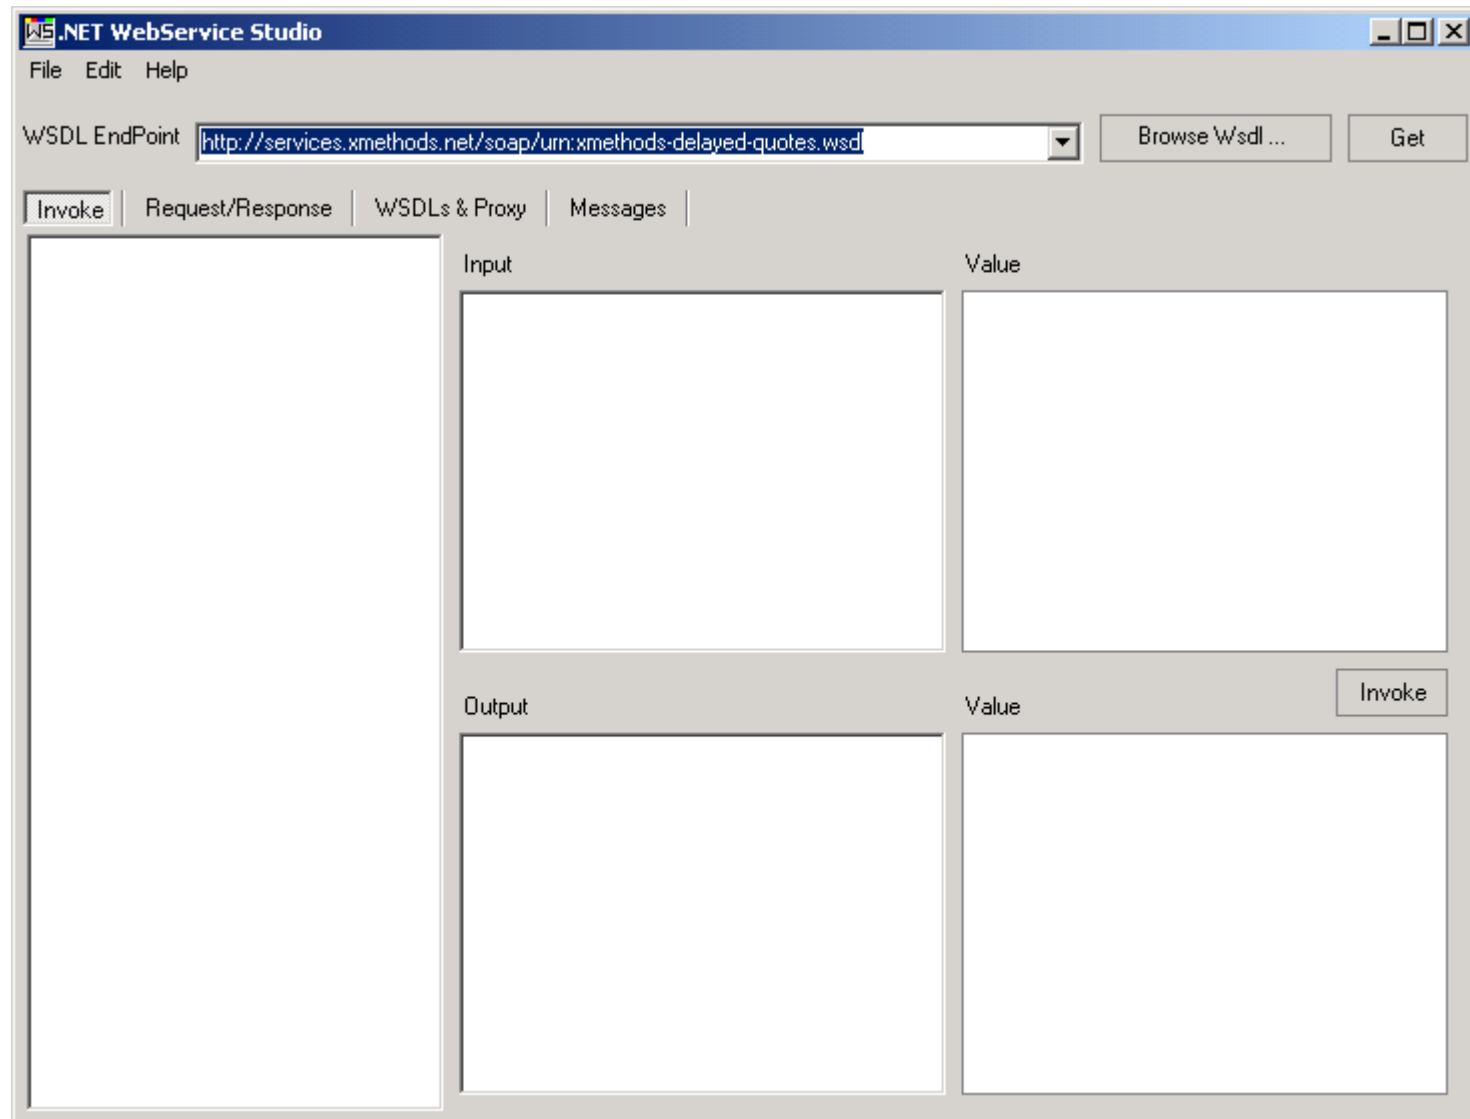 WS .NET WebService Studio
File Edit Help
WSDL EndPoint http://services.xmethods.net/soap/urn:xmethods-delayed-quotes.wsdl Browse Wsdl ... Get
Invoke Request/Response WSDLs & Proxy Messages
Input Value
Invoke
Output Value